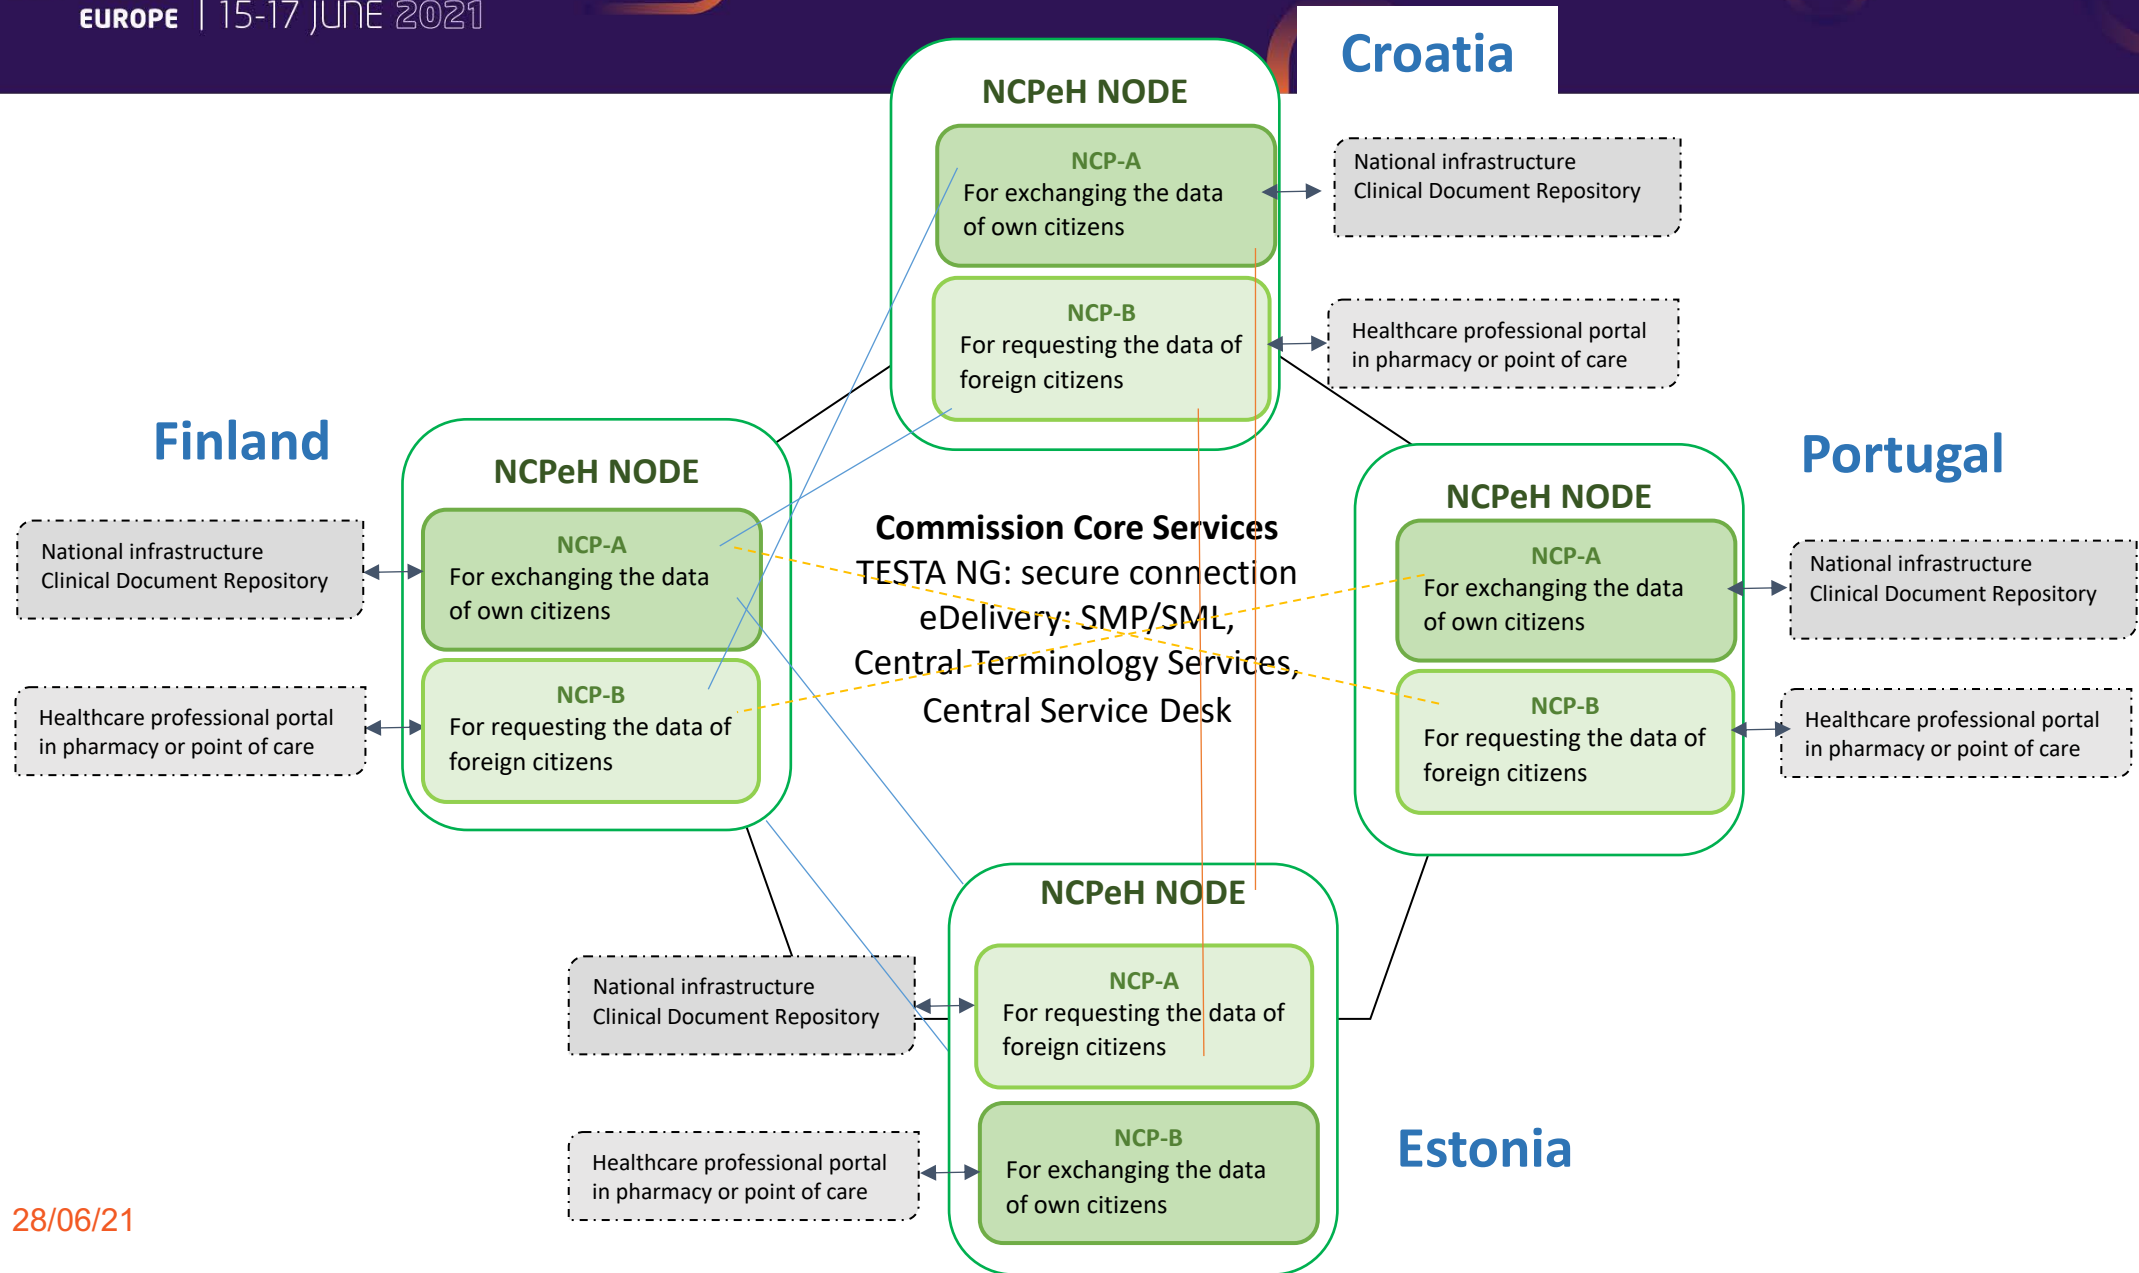 EUROPE | 15-17 JUNE 2021
Croatia
NCPeH NODE
NCP-A
For exchanging the data
of own citizens
National infrastructure
Clinical Document Repository
NCP-B
For requesting the data of
foreign citizens
Healthcare professional portal
in pharmacy or point of care
Finland
NCPeH NODE
NCP-A
For exchanging the data
of own citizens
National infrastructure
Clinical Document Repository
NCP-B
For requesting the data of
foreign citizens
Healthcare professional portal
in pharmacy or point of care
Commission Core Services
TESTA NG: secure connection
eDelivery: SMP/SML,
Central Terminology Services,
Central Service Desk
Portugal
NCPeH NODE
NCP-A
For exchanging the data
of own citizens
National infrastructure
Clinical Document Repository
NCP-B
For requesting the data of
foreign citizens
Healthcare professional portal
in pharmacy or point of care
NCPeH NODE
National infrastructure
Clinical Document Repository
NCP-A
For requesting the data of
foreign citizens
Healthcare professional portal
in pharmacy or point of care
NCP-B
For exchanging the data
of own citizens
Estonia
28/06/21